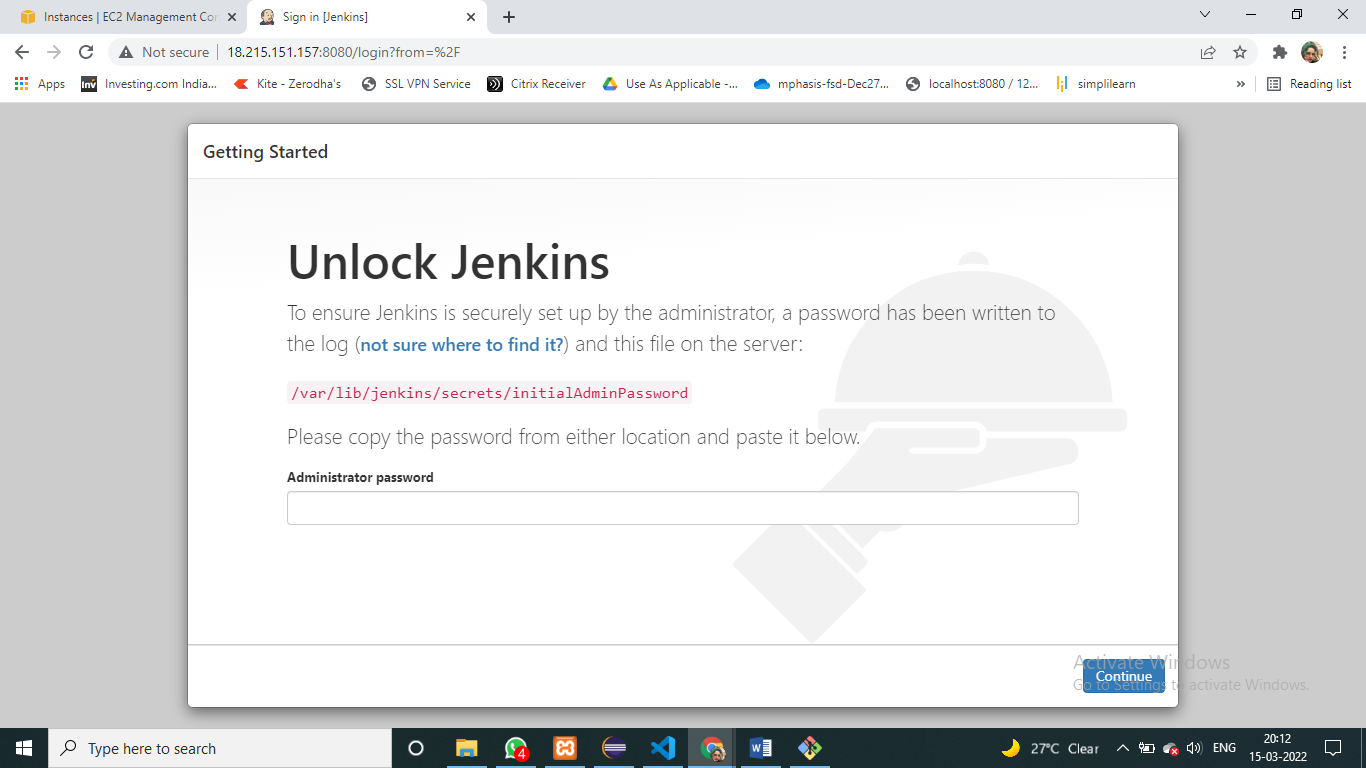 Instances | EC2 Management Con
Sign in [Jenkins]
Not secure
18.215.151.157:8080/login?from=%2F
Apps
Inv
Investing.com India...
Kite - Zerodha's
SSL VPN Service
Citrix Receiver
Use As Applicable -...
mphasis-fsd-Dec27...
localhost:8080 / 12...
simplilearn
»
Reading list
Getting Started
Unlock Jenkins
To ensure Jenkins is securely set up by the administrator, a password has been written to
the log (not sure where to find it?) and this file on the server:
/var/lib/jenkins/secrets/initialAdminPassword
Please copy the password from either location and paste it below.
Administrator password
Activate Windows
Continue
Go to Settings to activate Windows.
Type here to search
4
27°C Clear
ENG
20:12
15-03-2022